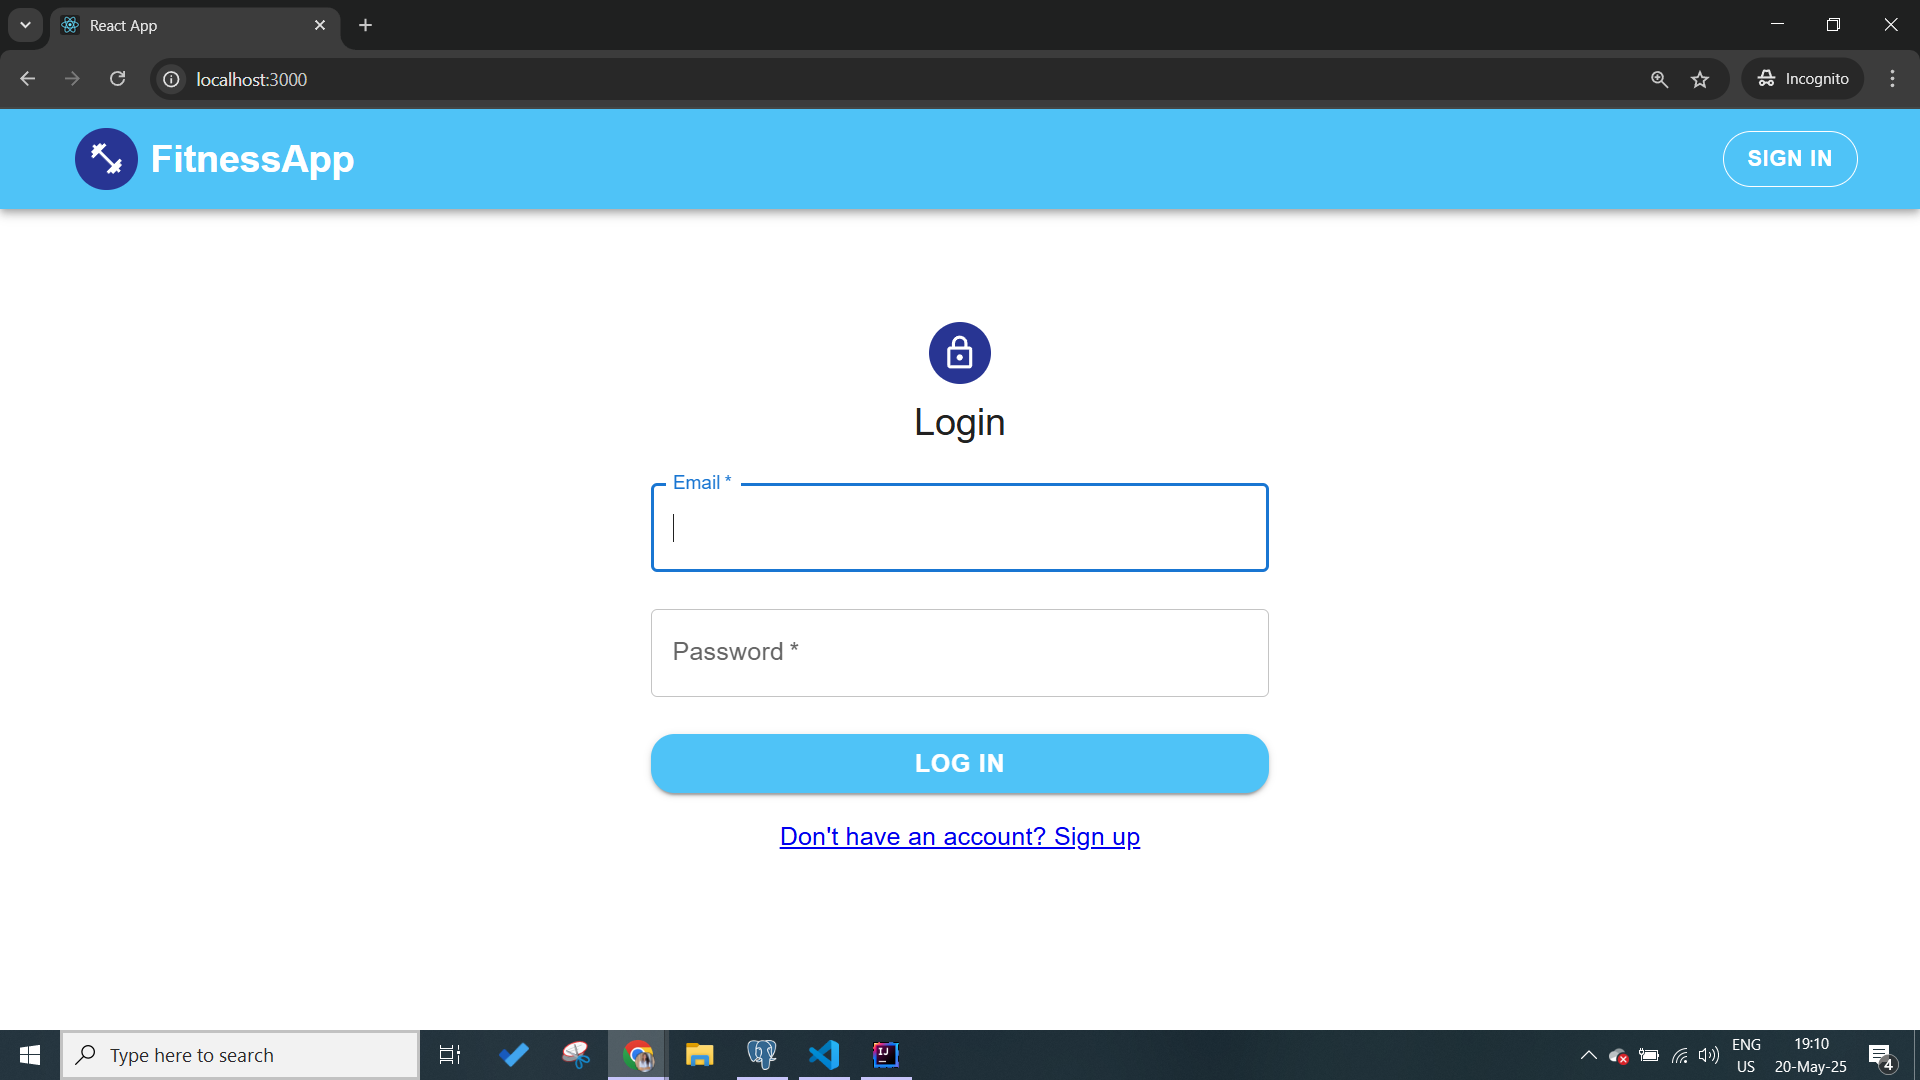 React App
localhost:3000
Incognito
FitnessApp
SIGN IN
Login
Email *
Password *
LOG IN
Don't have an account? Sign up
Type here to search
IJ
ENG
US
19:10
20-May-25
4